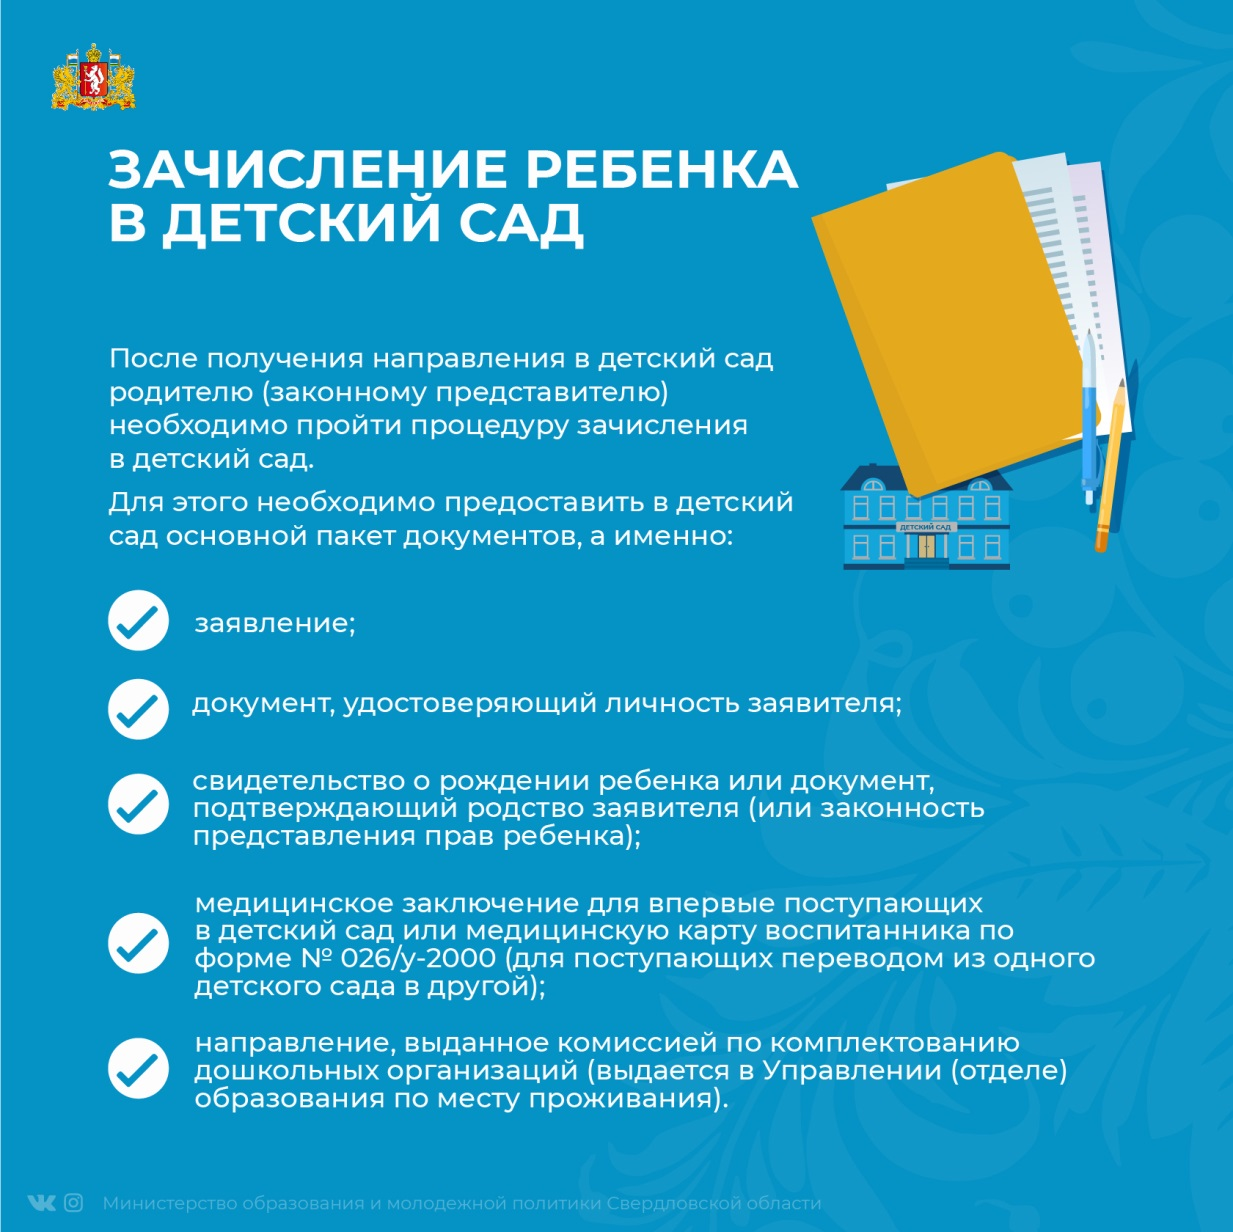 ЗАЧИСЛЕНИЕ РЕБЕНКА
В ДЕТСКИЙ САД
После получения направления в детский сад
родителю (законному представителю)
необходимо пройти процедуру зачисления
в детский сад.
Для этого необходимо предоставить в детский
сад основной пакет документов, а именно:
ДЕТСКИЙ САД
заявление;
документ, удостоверяющий личность заявителя;
свидетельство о рождении ребенка или документ,
подтверждающий родство заявителя (или законность
представления прав ребенка);
медицинское заключение для впервые поступающих
в детский сад или медицинскую карту воспитанника по
форме № 026/у-2000 (для поступающих переводом из одного
детского сада в другой);
направление, выданное комиссией по комплектованию
дошкольных организаций (выдается в Управлении (отделе)
образования по месту проживания).
Министерство образования и молодежной политики Свердловской области